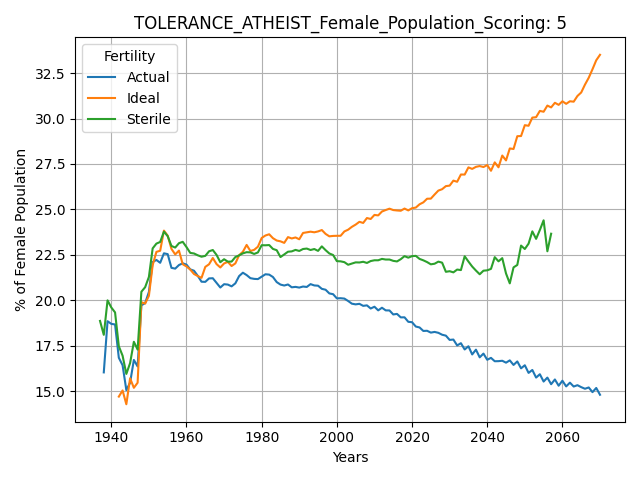 TOLERANCE_ATHEIST_Female_Population_Scoring: 5
Fertility
Actual
Ideal
Sterile
% of Female Population
32.5
30.0
27.5
25.0
22.5
20.0
17.5
15.0
1940 1960 1980 2000 2020 2040 2060
Years